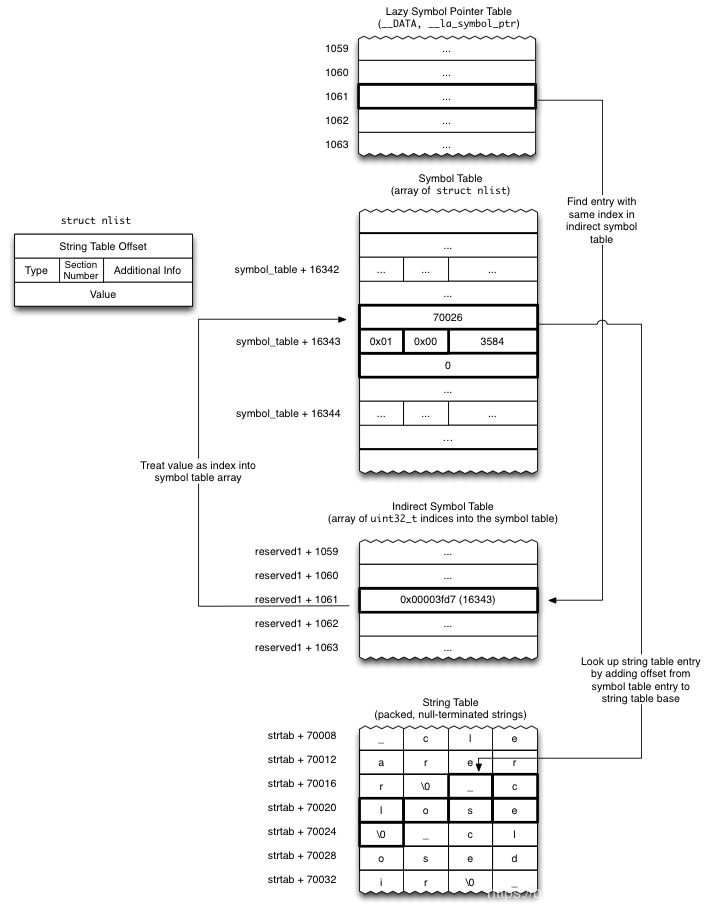 Lazy Symbol Pointer Table
(__DATA, __la_symbol_ptr)
1059 ...
1060 ...
1061 ...
1062 ...
1063 ...
Find entry with
same index in
indirect symbol
table
Symbol Table
(array of struct nlist)
struct nlist
String Table Offset
Type Section Number Additional Info
Value
...
symbol_table + 16342 ... ... ...
...
70026
symbol_table + 16343 0x01 0x00 3584
0
...
symbol_table + 16344 ... ... ...
...
Treat value as index into
symbol table array
Indirect Symbol Table
(array of uint32_t indices into the symbol table)
reserved1 + 1059 ...
reserved1 + 1060 ...
reserved1 + 1061 0x00003fd7 (16343)
reserved1 + 1062 ...
reserved1 + 1063 ...
Look up string table entry
by adding offset from
symbol table entry to
string table base
String Table
(packed, null-terminated strings)
strtab + 70008 _ c l e
strtab + 70012 a r e r
strtab + 70016 r \0 _ c
strtab + 70020 l o s e
strtab + 70024 \0 _ c l
strtab + 70028 o s e d
strtab + 70032 i r \0 _